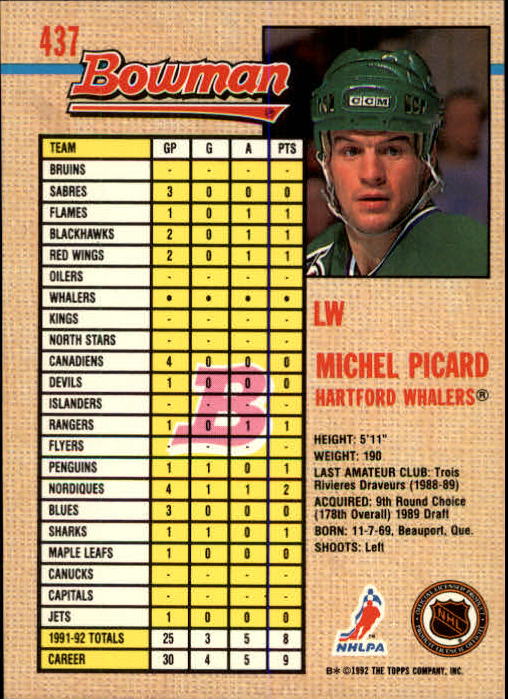 437
Bowman
CCM
TEAM GP G A PTS
BRUINS - - - -
SABRES 3 0 0 0
FLAMES 1 0 1 1
BLACKHAWKS 2 0 1 1
RED WINGS 2 0 1 1
OILERS - - - -
WHALERS • • • •
KINGS - - - -
NORTH STARS - - - -
CANADIENS 4 0 0 0
DEVILS 1 0 0 0
ISLANDERS - - - -
RANGERS 1 0 1 1
FLYERS - - - -
PENGUINS 1 1 0 1
NORDIQUES 4 1 1 2
BLUES 3 0 0 0
SHARKS 1 1 0 1
MAPLE LEAFS 1 0 0 0
CANUCKS - - - -
CAPITALS - - - -
JETS 1 0 0 0
1991-92 TOTALS 25 3 5 8
CAREER 30 4 5 9
B
LW
MICHEL PICARD
HARTFORD WHALERS®
HEIGHT: 5'11"
WEIGHT: 190
LAST AMATEUR CLUB: Trois
Rivieres Draveurs (1988-89)
ACQUIRED: 9th Round Choice
(178th Overall) 1989 Draft
BORN: 11-7-69, Beauport, Que.
SHOOTS: Left
NHLPA
TM
NHL
B* ©1992 THE TOPPS COMPANY, INC.